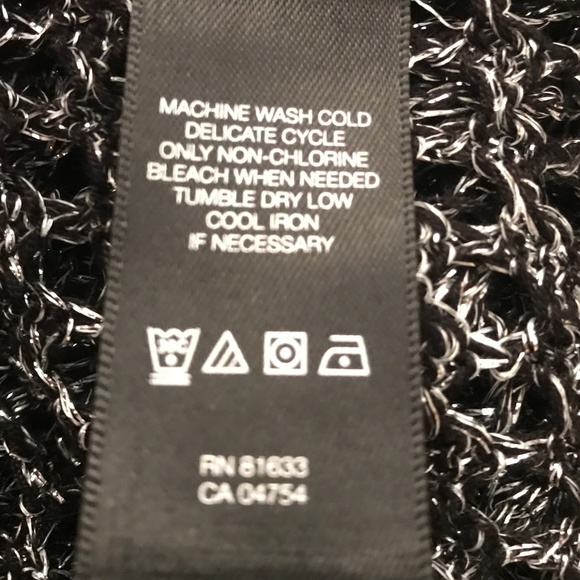 MACHINE WASH COLD
DELICATE CYCLE
ONLY NON-CHLORINE
BLEACH WHEN NEEDED
TUMBLE DRY LOW
COOL IRON
IF NECESSARY
RN 81633
CA 04754